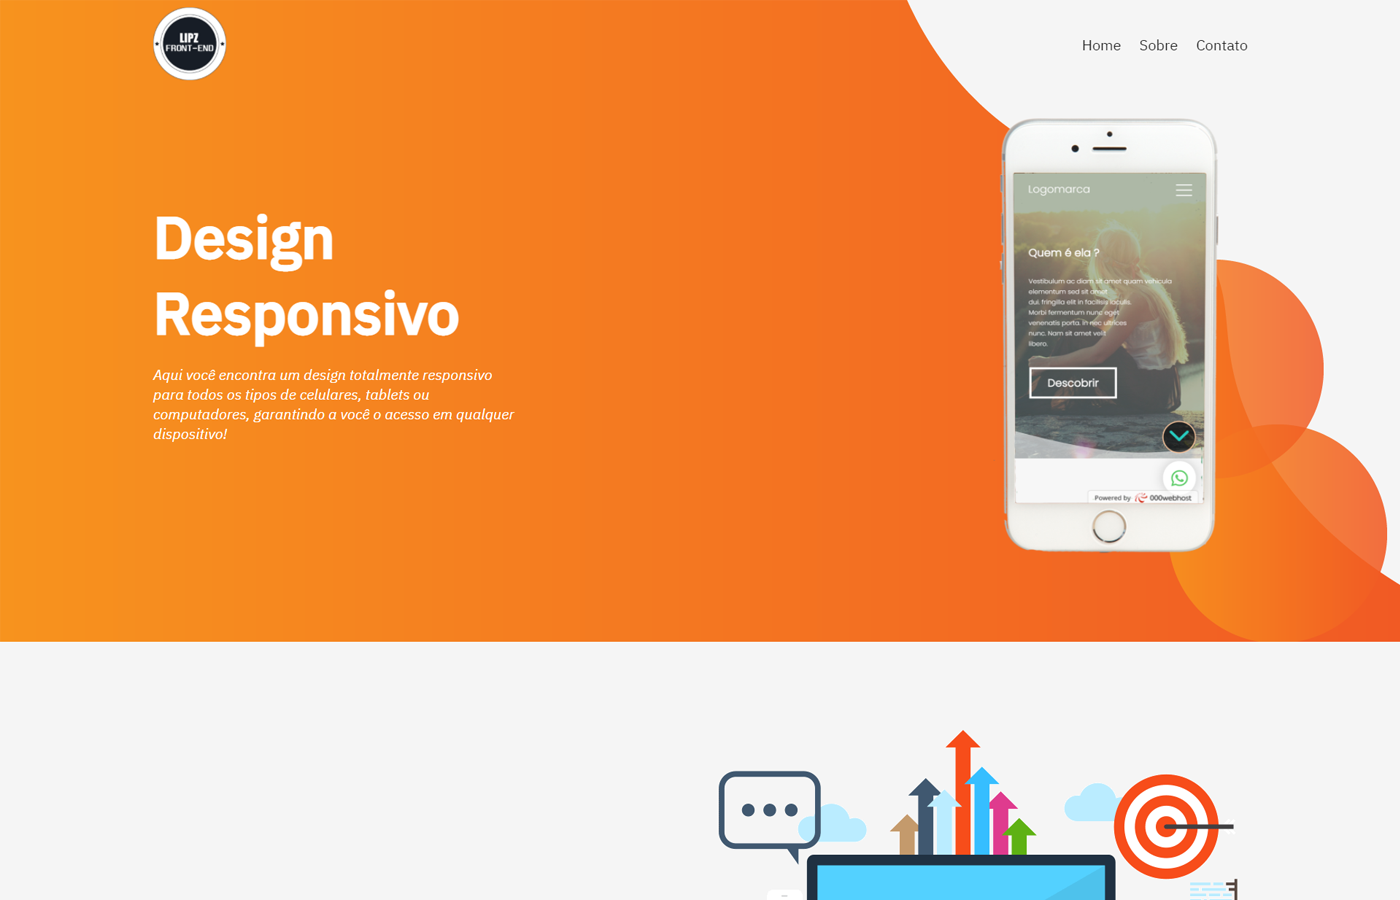 LIPZ
FRONT-END
Home Sobre Contato
Logomarca
Quem é ela ?
Vestibulum ac diam sit amet quam vehicula
elementum sed sit amet
dui. fringilla elit in facilisis iaculis.
Morbi fermentum nunc eget
venenatis porta. In nec ultrices
nunc. Nam sit amet velit
libero.
Descobrir
Powered by 000webhost
Design
Responsivo
Aqui você encontra um design totalmente responsivo
para todos os tipos de celulares, tablets ou
computadores, garantindo a você o acesso em qualquer
dispositivo!